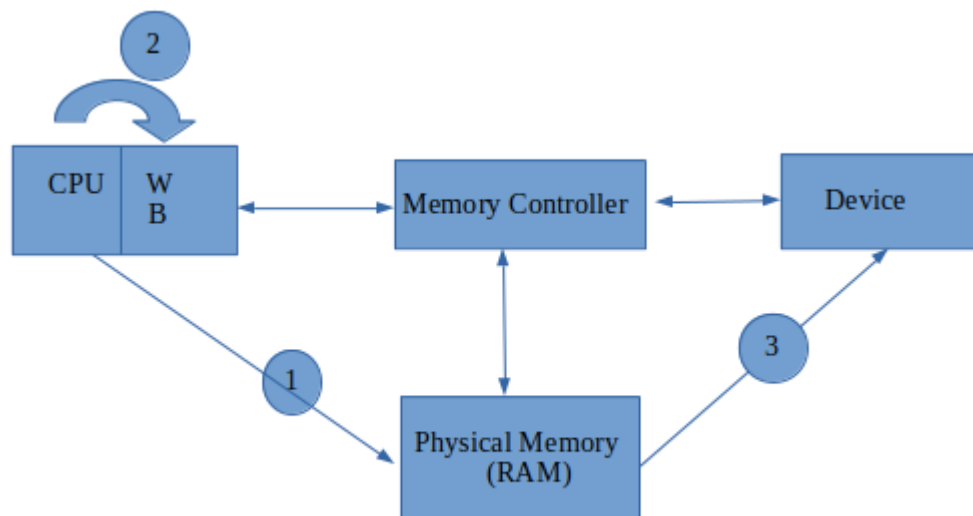 2
CPU
W
B
Memory Controller
Device
1
3
Physical Memory
(RAM)